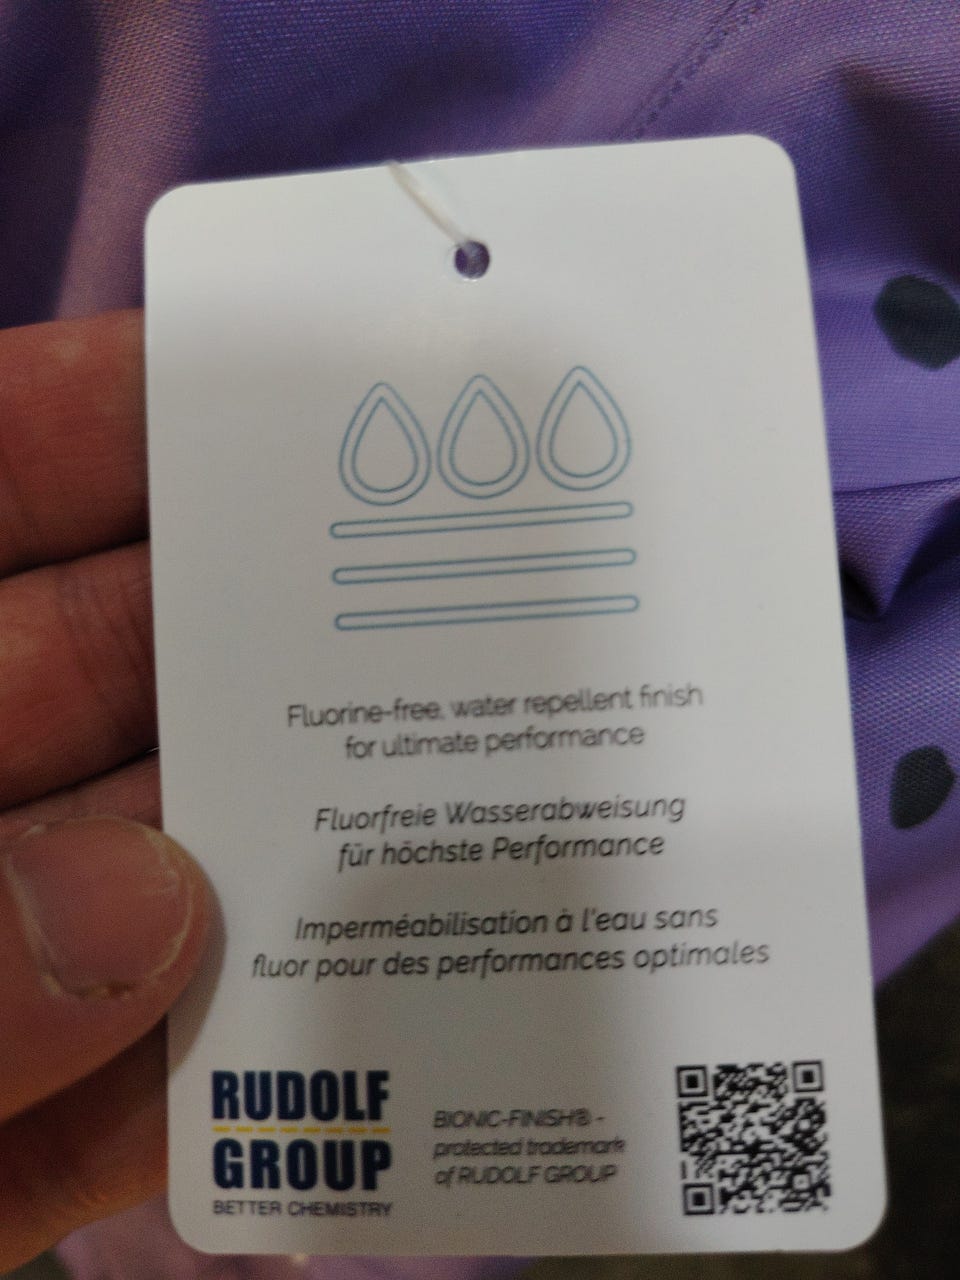 Fluorine-free, water repellent finish
for ultimate performance
Fluorfreie Wasserabweisung
für höchste Performance
Imperméabilisation à l'eau sans
fluor pour des performances optimales
RUDOLF
GROUP
BETTER CHEMISTRY
BIONIC-FINISH® -
protected trademark
of RUDOLF GROUP